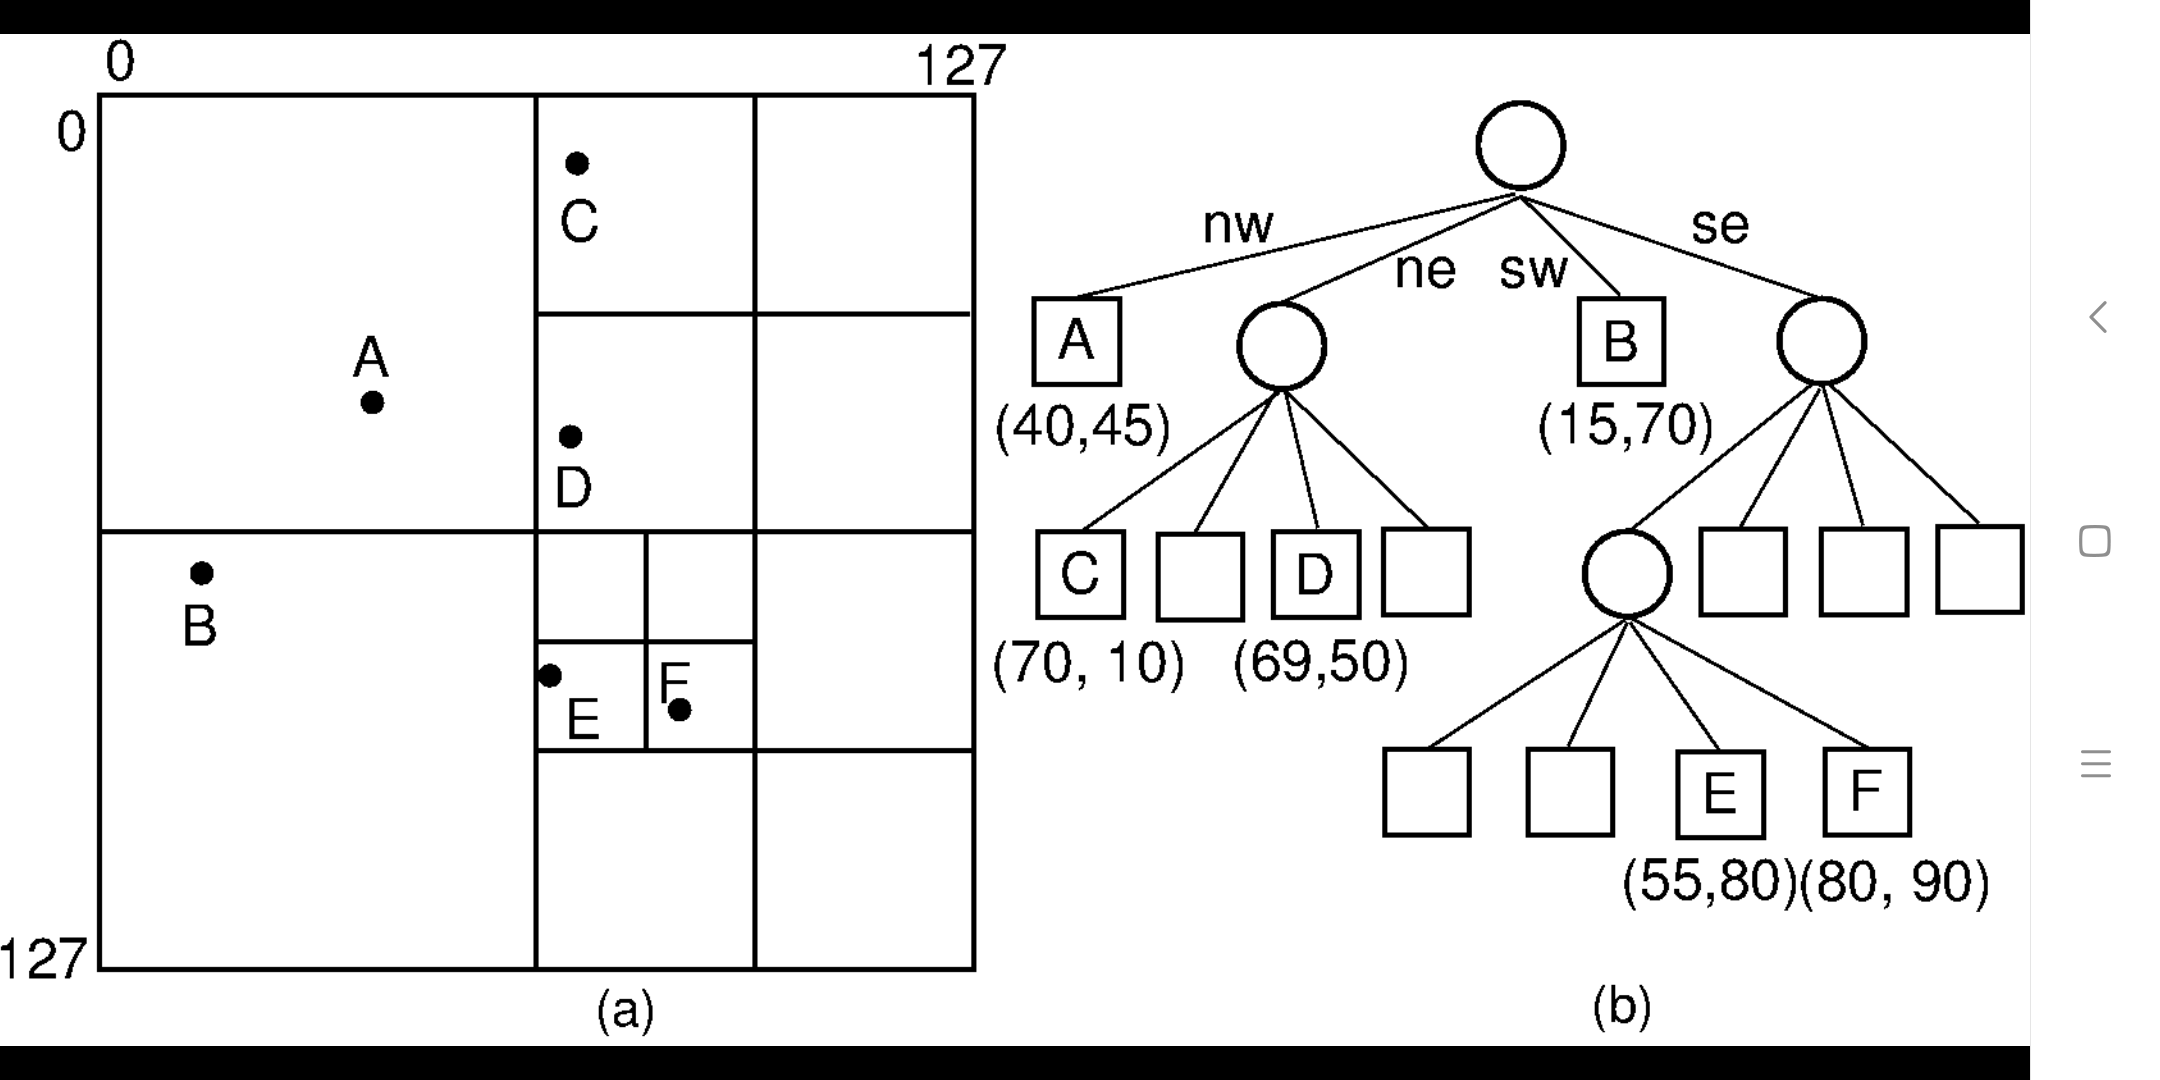 0 127
0
C
A
D
B
E F
127
(a)
nw ne sw se
A B
(40,45) (15,70)
C D
(70, 10) (69,50)
E F
(55,80)(80, 90)
(b)